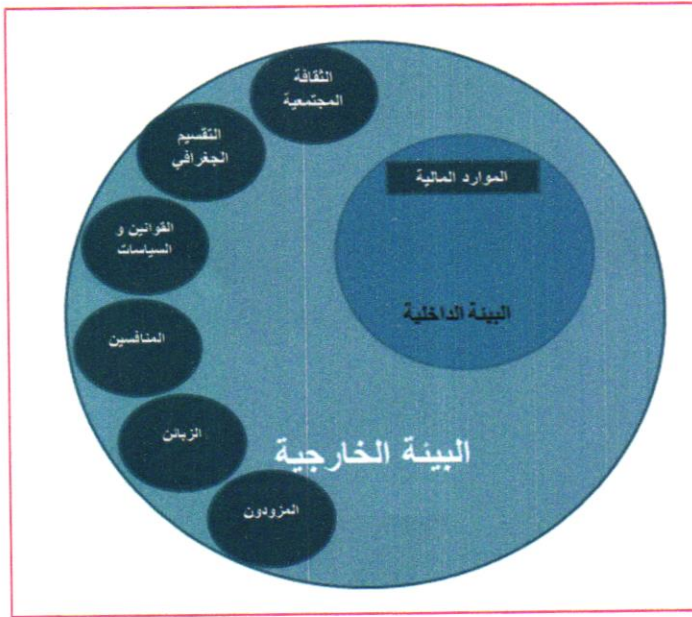 الثقافة
المجتمعية
التقسيم
الجغرافي
الموارد المالية
القوانين و
السياسات
البيئة الداخلية
المنافسين
الزبائن
البيئة الخارجية
المزودون